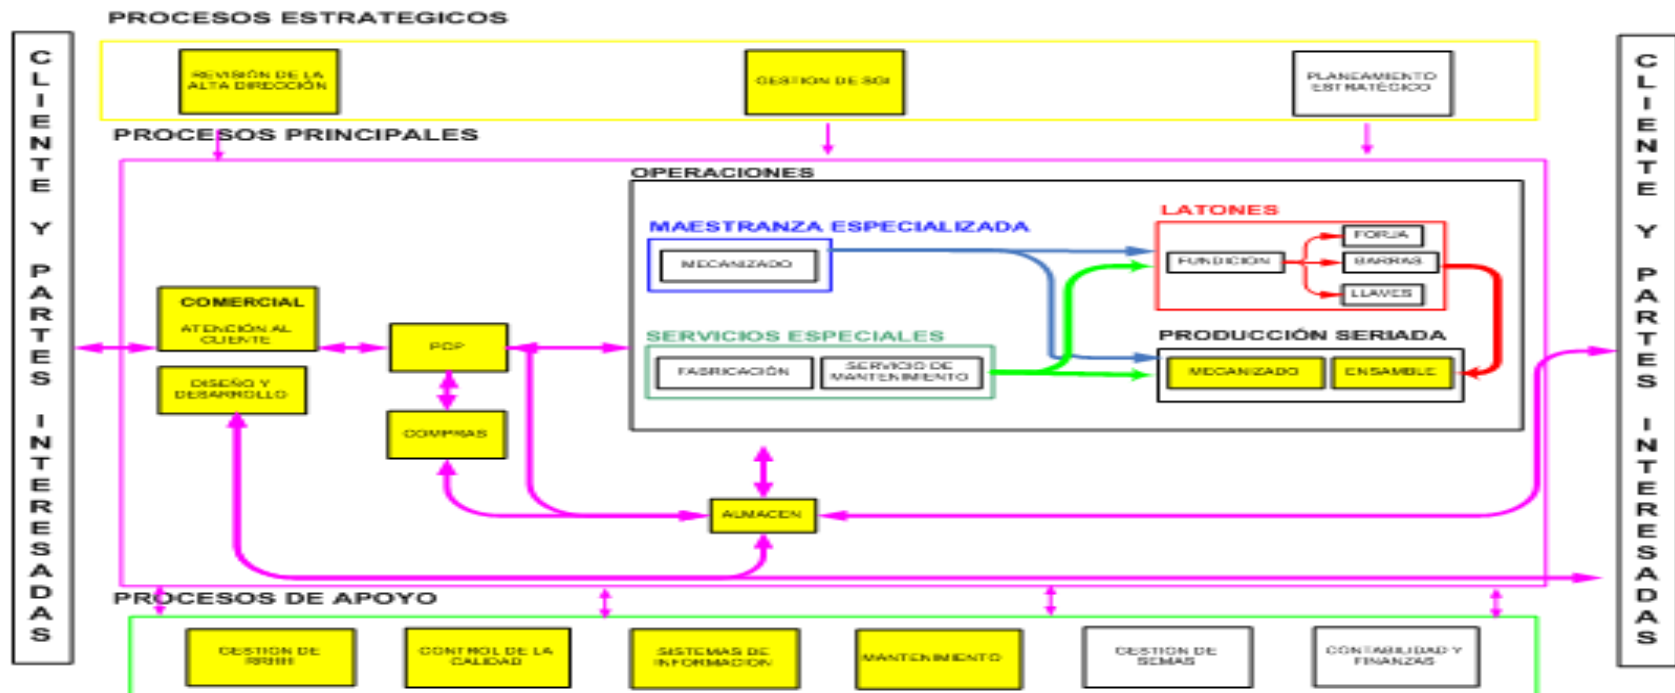 PROCESOS ESTRATEGICOS
CLIENTE Y PARTES INTERESADAS
REVISIÓN DE LA
ALTA DIRECCIÓN
GESTION DE SGI
PLANEAMIENTO
ESTRATÉGICO
CLIENTE Y PARTES INTERESADAS
PROCESOS PRINCIPALES
OPERACIONES
MAESTRANZA ESPECIALIZADA
MECANIZADO
LATONES
FUNDICIÓN
FORJA
BARRAS
LLAVES
COMERCIAL
ATENCIÓN AL
CLIENTE
DISEÑO Y
DESARROLLO
PCP
COMPRAS
SERVICIOS ESPECIALES
FABRICACIÓN
SERVICIO DE
MANTENIMIENTO
PRODUCCIÓN SERIADA
MECANIZADO
ENSAMBLE
ALMACEN
PROCESOS DE APOYO
GESTION DE
RRHH
CONTROL DE LA
CALIDAD
SISTEMAS DE
INFORMACION
MANTENIMIENTO
GESTION DE
SEMAS
CONTABILIDAD Y
FINANZAS